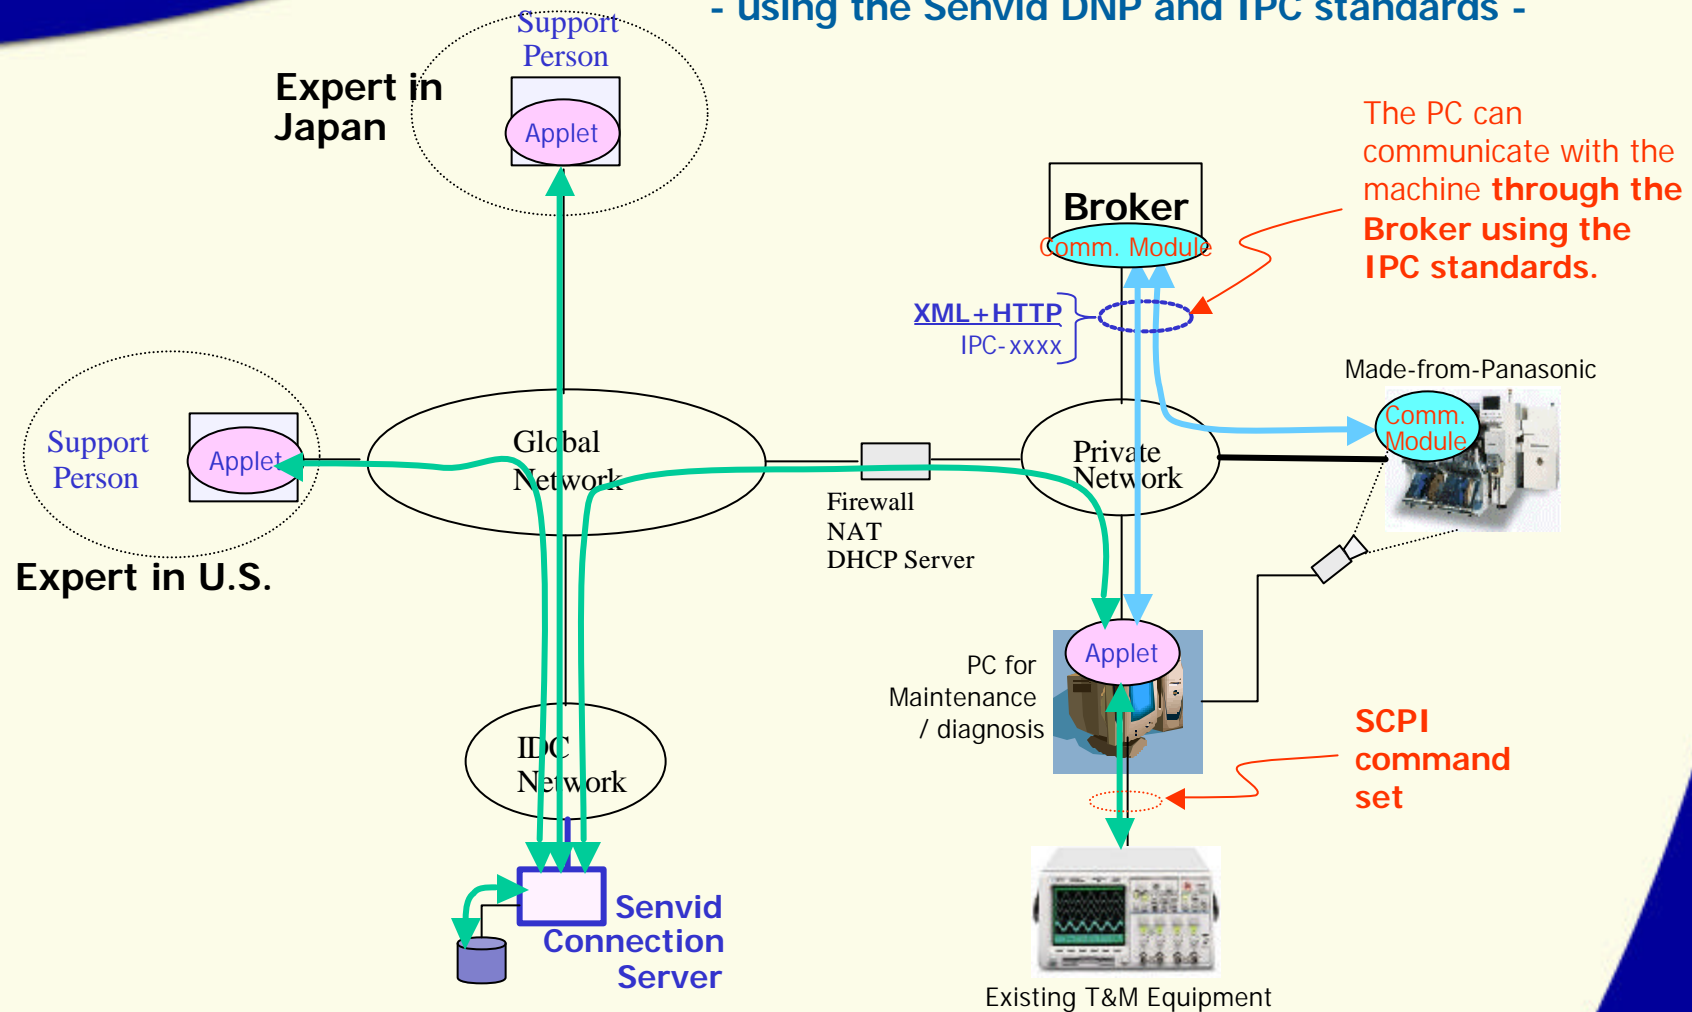 - using the Senvid DNP and IPC standards -
Support
Person
Expert in
Japan
Applet
The PC can
communicate with the
machine through the
Broker using the
IPC standards.
Broker
Comm. Module
XML+HTTP
IPC-xxxx
Made-from-Panasonic
Comm.
Module
Support
Person
Applet
Expert in U.S.
Global
Network
Private
Network
Firewall
NAT
DHCP Server
Applet
PC for
Maintenance
/ diagnosis
IDC
Network
SCPI
command
set
Senvid
Connection
Server
Existing T&M Equipment